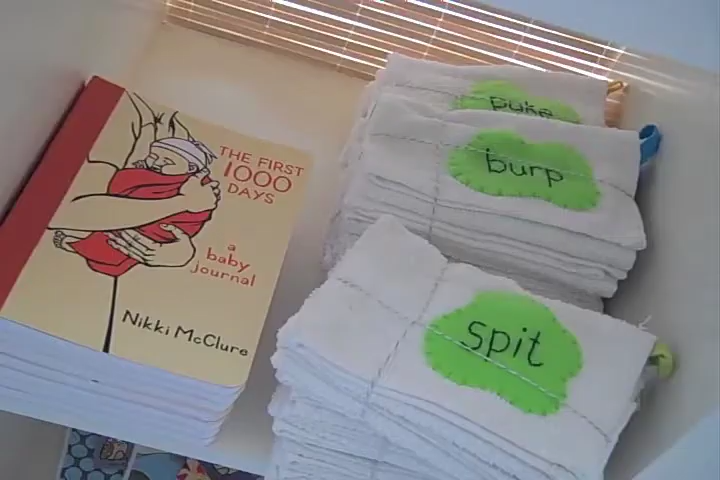 THE FIRST
1000
DAYS
a
baby
journal
Nikki McClure
puke
burp
spit